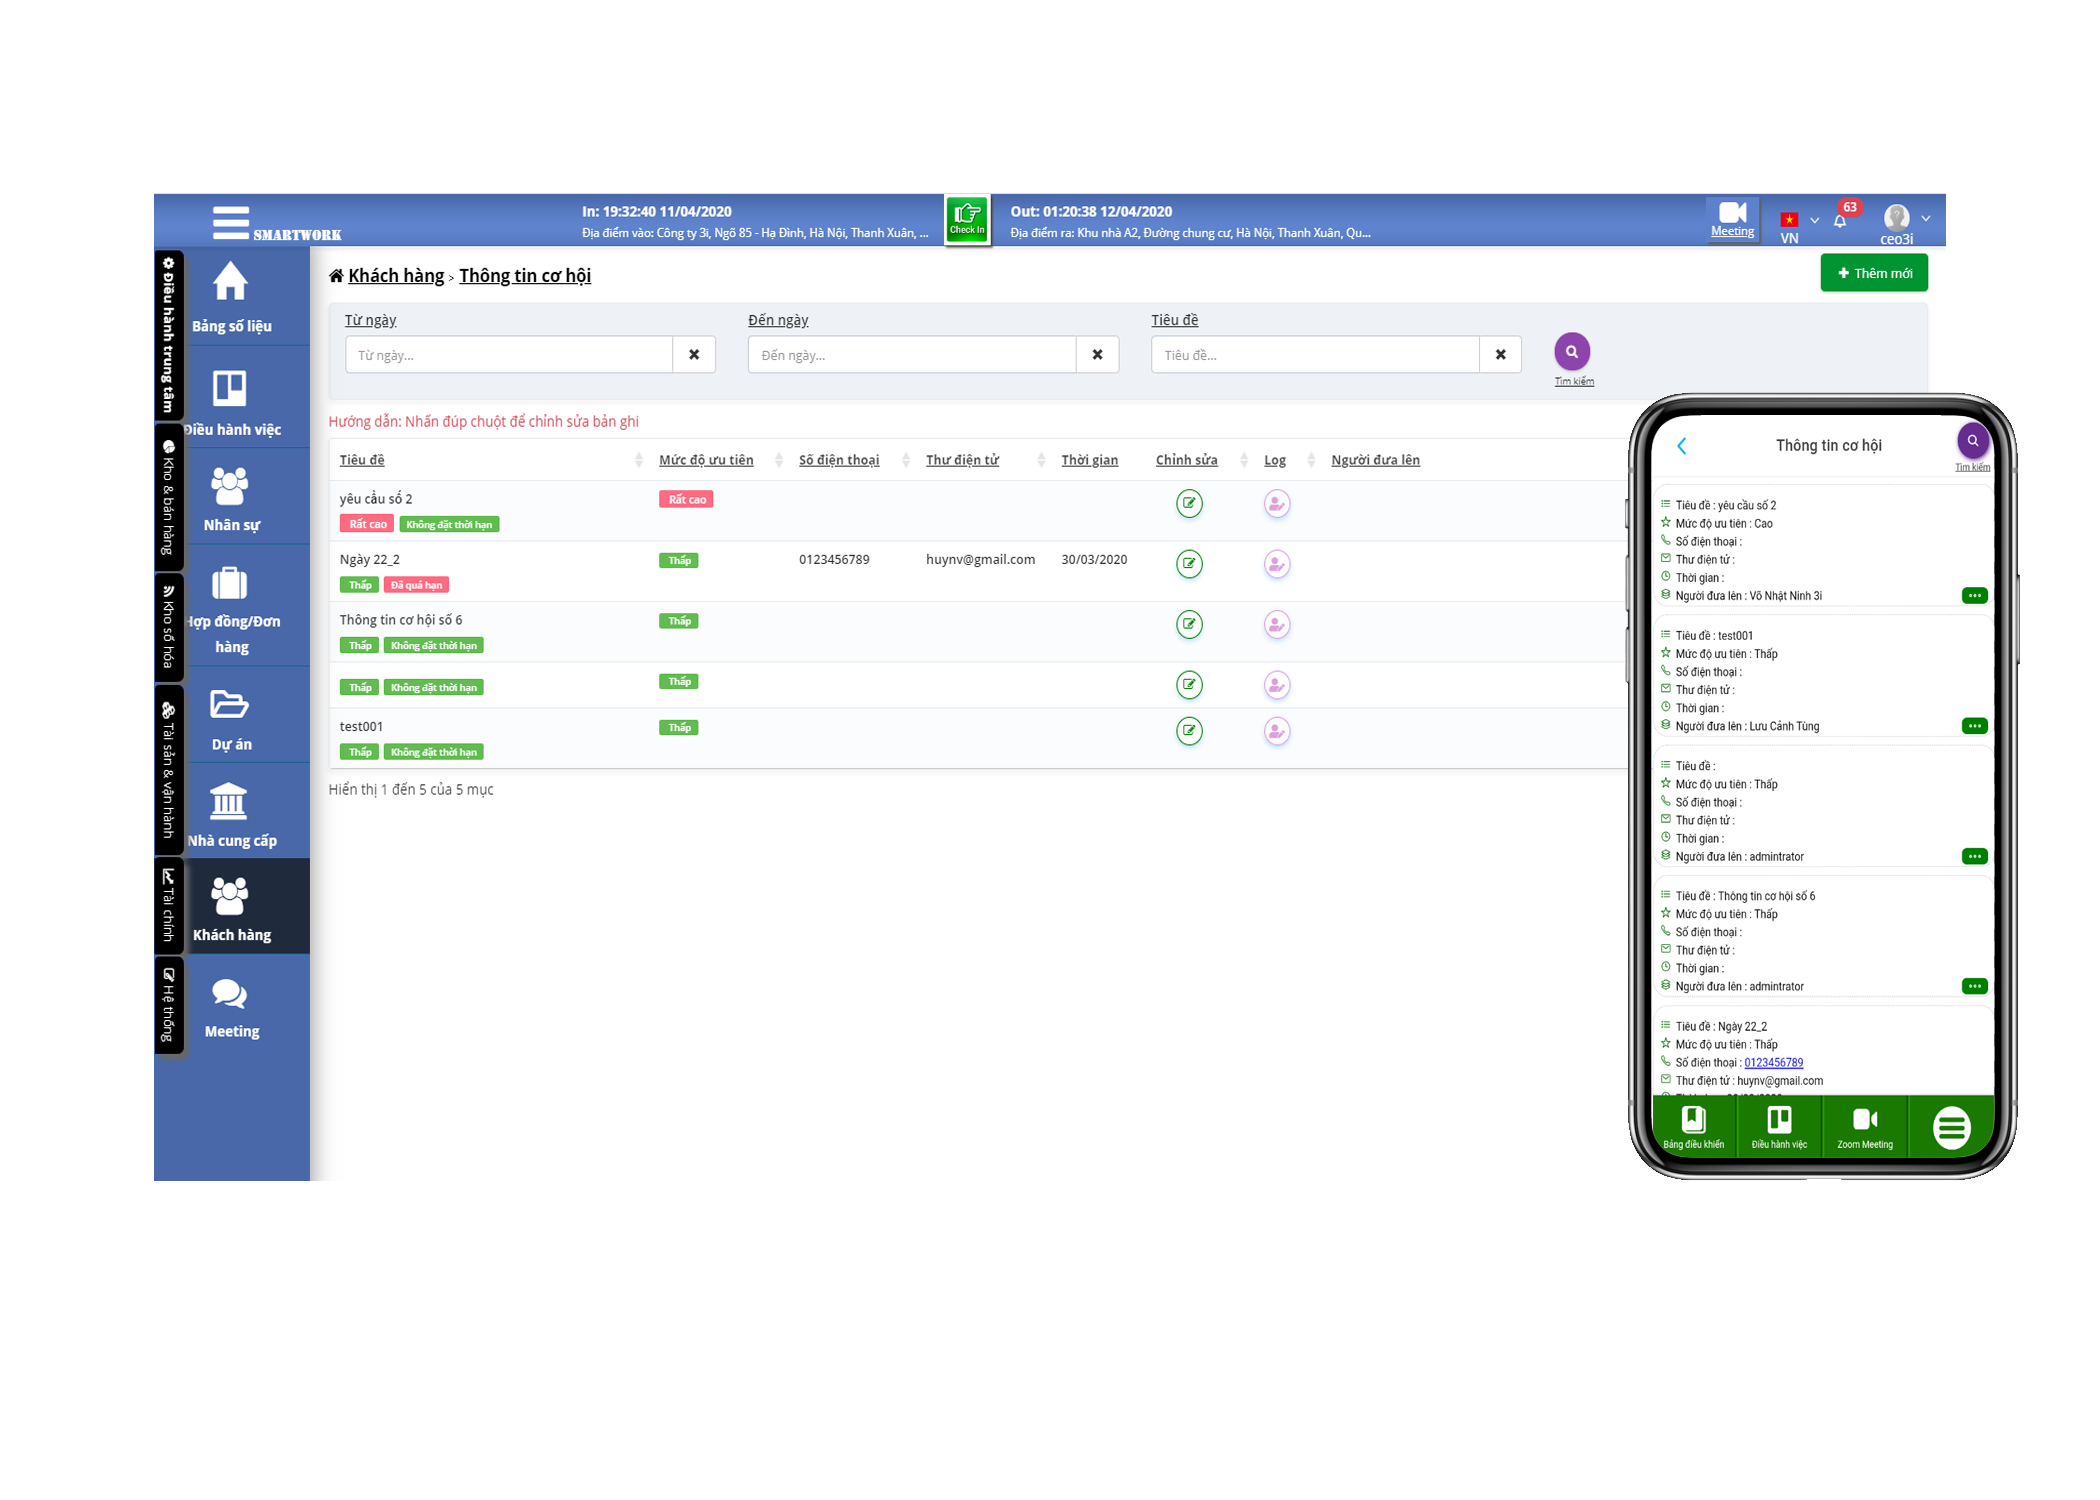 SMARTWORK
In: 19:32:40 11/04/2020
Địa điểm vào: Công ty 3i, Ngõ 85 - Hạ Đình, Hà Nội, Thanh Xuân, ...
Check In
Out: 01:20:38 12/04/2020
Địa điểm ra: Khu nhà A2, Đường chung cư, Hà Nội, Thanh Xuân, Qu...
Meeting
VN
63
ceo3i
Điều hành trung tâm
Kho & bán hàng
Kho số hóa
Tài sản & vận hành
Tài chính
Hệ thống
Bảng số liệu
Điều hành việc
Nhân sự
Hợp đồng/Đơn
hàng
Dự án
Nhà cung cấp
Khách hàng
Meeting
Khách hàng > Thông tin cơ hội
Thêm mới
Từ ngày
Đến ngày
Tiêu đề
Từ ngày...
Đến ngày...
Tiêu đề...
Tìm kiếm
Hướng dẫn: Nhấn đúp chuột để chỉnh sửa bản ghi
Tiêu đề Mức độ ưu tiên Số điện thoại Thư điện tử Thời gian Chỉnh sửa Log Người đưa lên
yêu cầu số 2 Rất cao
Rất cao Không đặt thời hạn
Ngày 22_2 Thấp 0123456789 huynv@gmail.com 30/03/2020
Thấp Đã quá hạn
Thông tin cơ hội số 6 Thấp
Thấp Không đặt thời hạn
Thấp Không đặt thời hạn Thấp
test001 Thấp
Thấp Không đặt thời hạn
Hiển thị 1 đến 5 của 5 mục
Thông tin cơ hội
Tìm kiếm
Tiêu đề : yêu cầu số 2
Mức độ ưu tiên : Cao
Số điện thoại :
Thư điện tử :
Thời gian :
Người đưa lên : Võ Nhật Ninh 3i
Tiêu đề : test001
Mức độ ưu tiên : Thấp
Số điện thoại :
Thư điện tử :
Thời gian :
Người đưa lên : Lưu Cảnh Tùng
Tiêu đề :
Mức độ ưu tiên : Thấp
Số điện thoại :
Thư điện tử :
Thời gian :
Người đưa lên : admintrator
Tiêu đề : Thông tin cơ hội số 6
Mức độ ưu tiên : Thấp
Số điện thoại :
Thư điện tử :
Thời gian :
Người đưa lên : admintrator
Tiêu đề : Ngày 22_2
Mức độ ưu tiên : Thấp
Số điện thoại : 0123456789
Thư điện tử : huynv@gmail.com
Bảng điều khiển
Điều hành việc
Zoom Meeting